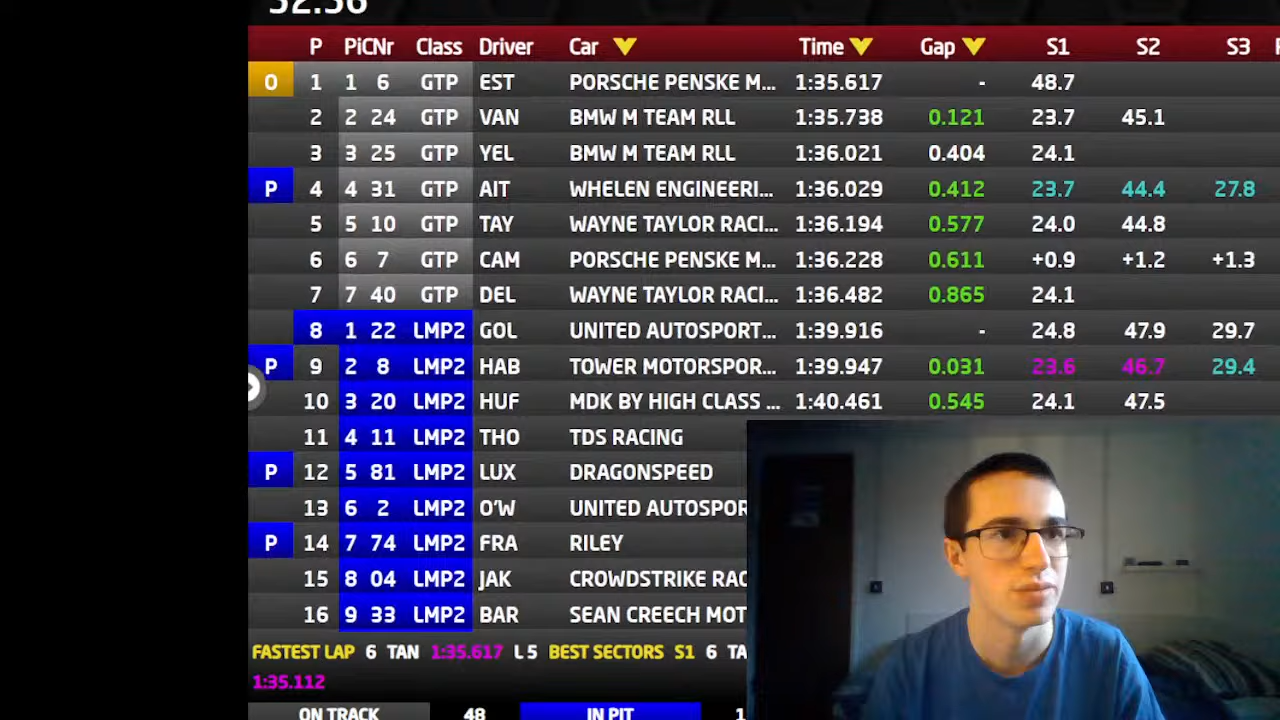 52:56
P PiC Nr Class Driver Car Time Gap S1 S2 S3
O 1 1 6 GTP EST PORSCHE PENSKE M... 1:35.617 - 48.7
2 2 24 GTP VAN BMW M TEAM RLL 1:35.738 0.121 23.7 45.1
3 3 25 GTP YEL BMW M TEAM RLL 1:36.021 0.404 24.1
P 4 4 31 GTP AIT WHELEN ENGINEERI... 1:36.029 0.412 23.7 44.4 27.8
5 5 10 GTP TAY WAYNE TAYLOR RACI... 1:36.194 0.577 24.0 44.8
6 6 7 GTP CAM PORSCHE PENSKE M... 1:36.228 0.611 +0.9 +1.2 +1.3
7 7 40 GTP DEL WAYNE TAYLOR RACI... 1:36.482 0.865 24.1
8 1 22 LMP2 GOL UNITED AUTOSPORT... 1:39.916 - 24.8 47.9 29.7
P 9 2 8 LMP2 HAB TOWER MOTORSPOR... 1:39.947 0.031 23.6 46.7 29.4
10 3 20 LMP2 HUF MDK BY HIGH CLASS ... 1:40.461 0.545 24.1 47.5
11 4 11 LMP2 THO TDS RACING
P 12 5 81 LMP2 LUX DRAGONSPEED
13 6 2 LMP2 O'W UNITED AUTOSPOR
P 14 7 74 LMP2 FRA RILEY
15 8 04 LMP2 JAK CROWDSTRIKE RAC
16 9 33 LMP2 BAR SEAN CREECH MOT
FASTEST LAP 6 TAN 1:35.617 L 5 BEST SECTORS S1 6 TA
1:35.112
ON TRACK 48 IN PIT 1